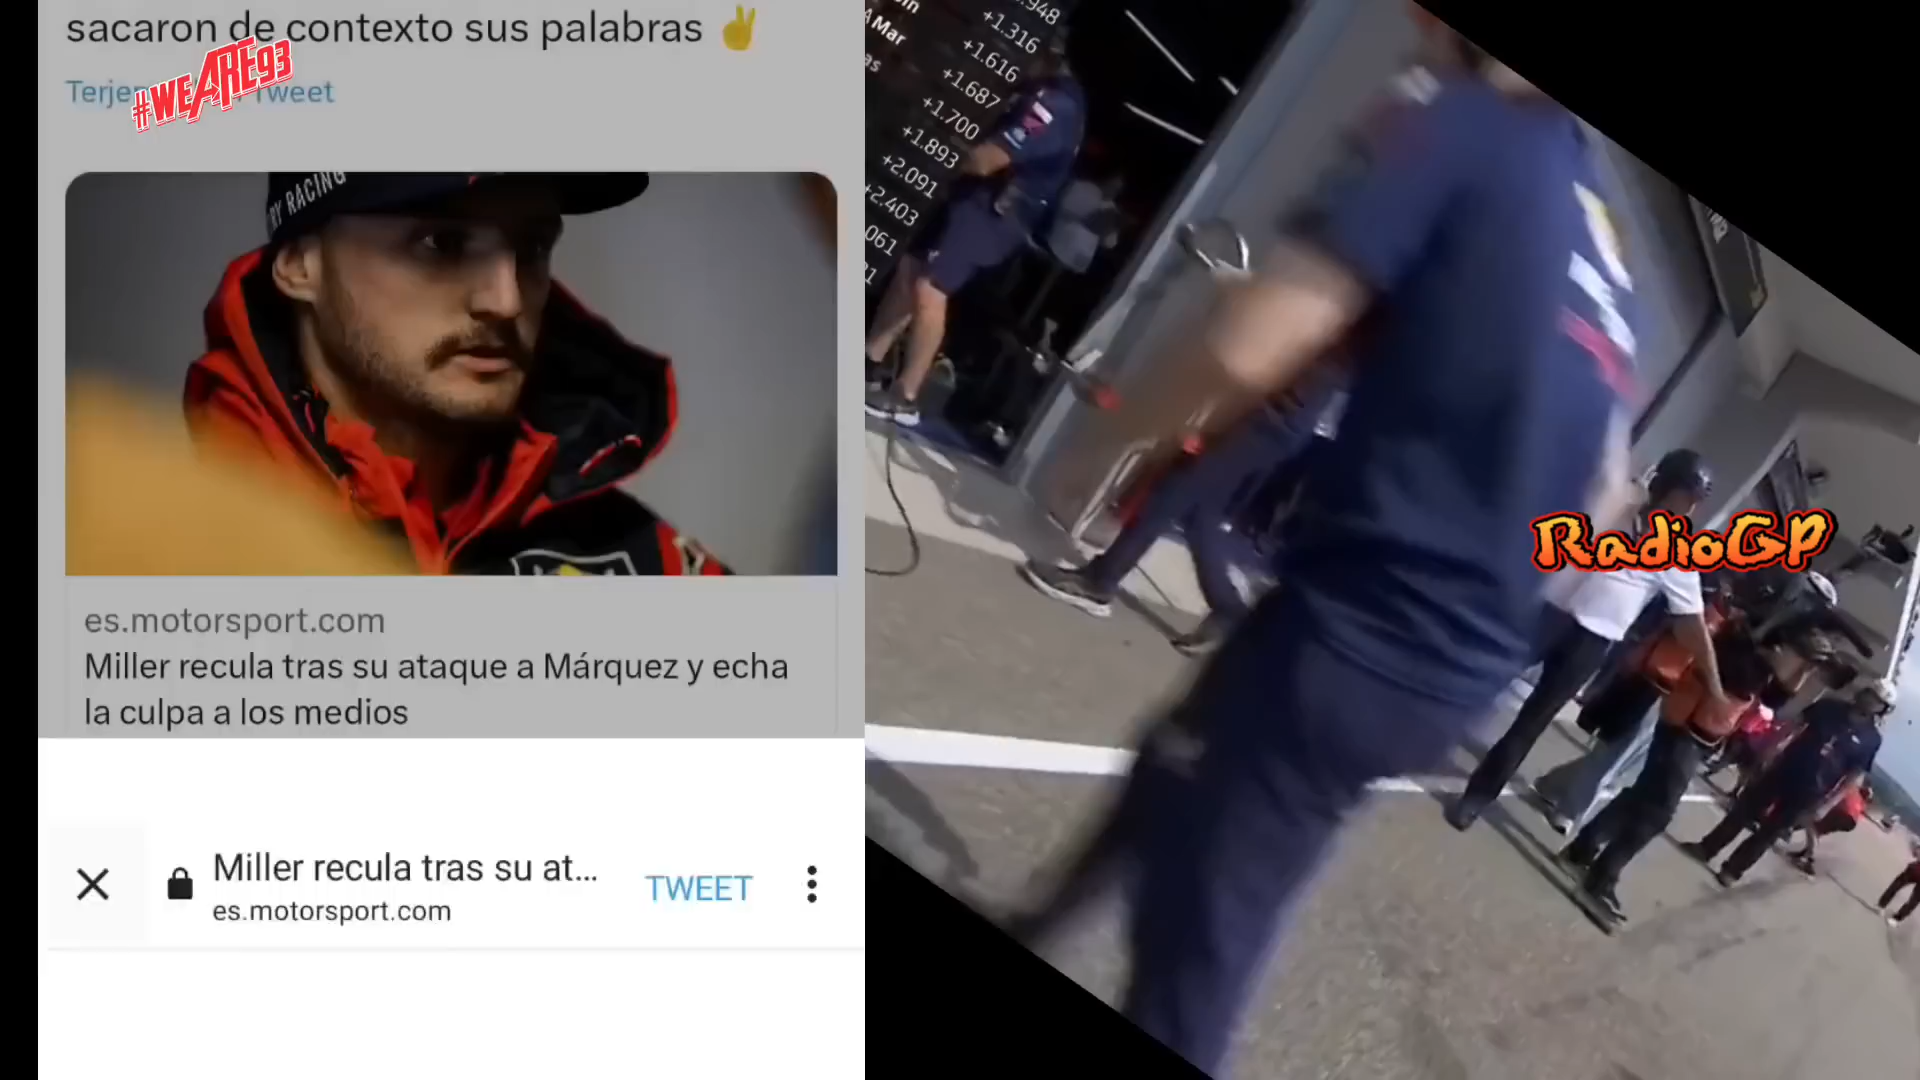 sacaron de contexto sus palabras ✌
#WEARE93
Tweet
RY RACING
es.motorsport.com
Miller recula tras su ataque a Márquez y echa
la culpa a los medios
Miller recula tras su at...
es.motorsport.com
TWEET
Mar
+1.316
+1.616
+1.687
+1.700
+1.893
+2.091
+2.403
RadioGP